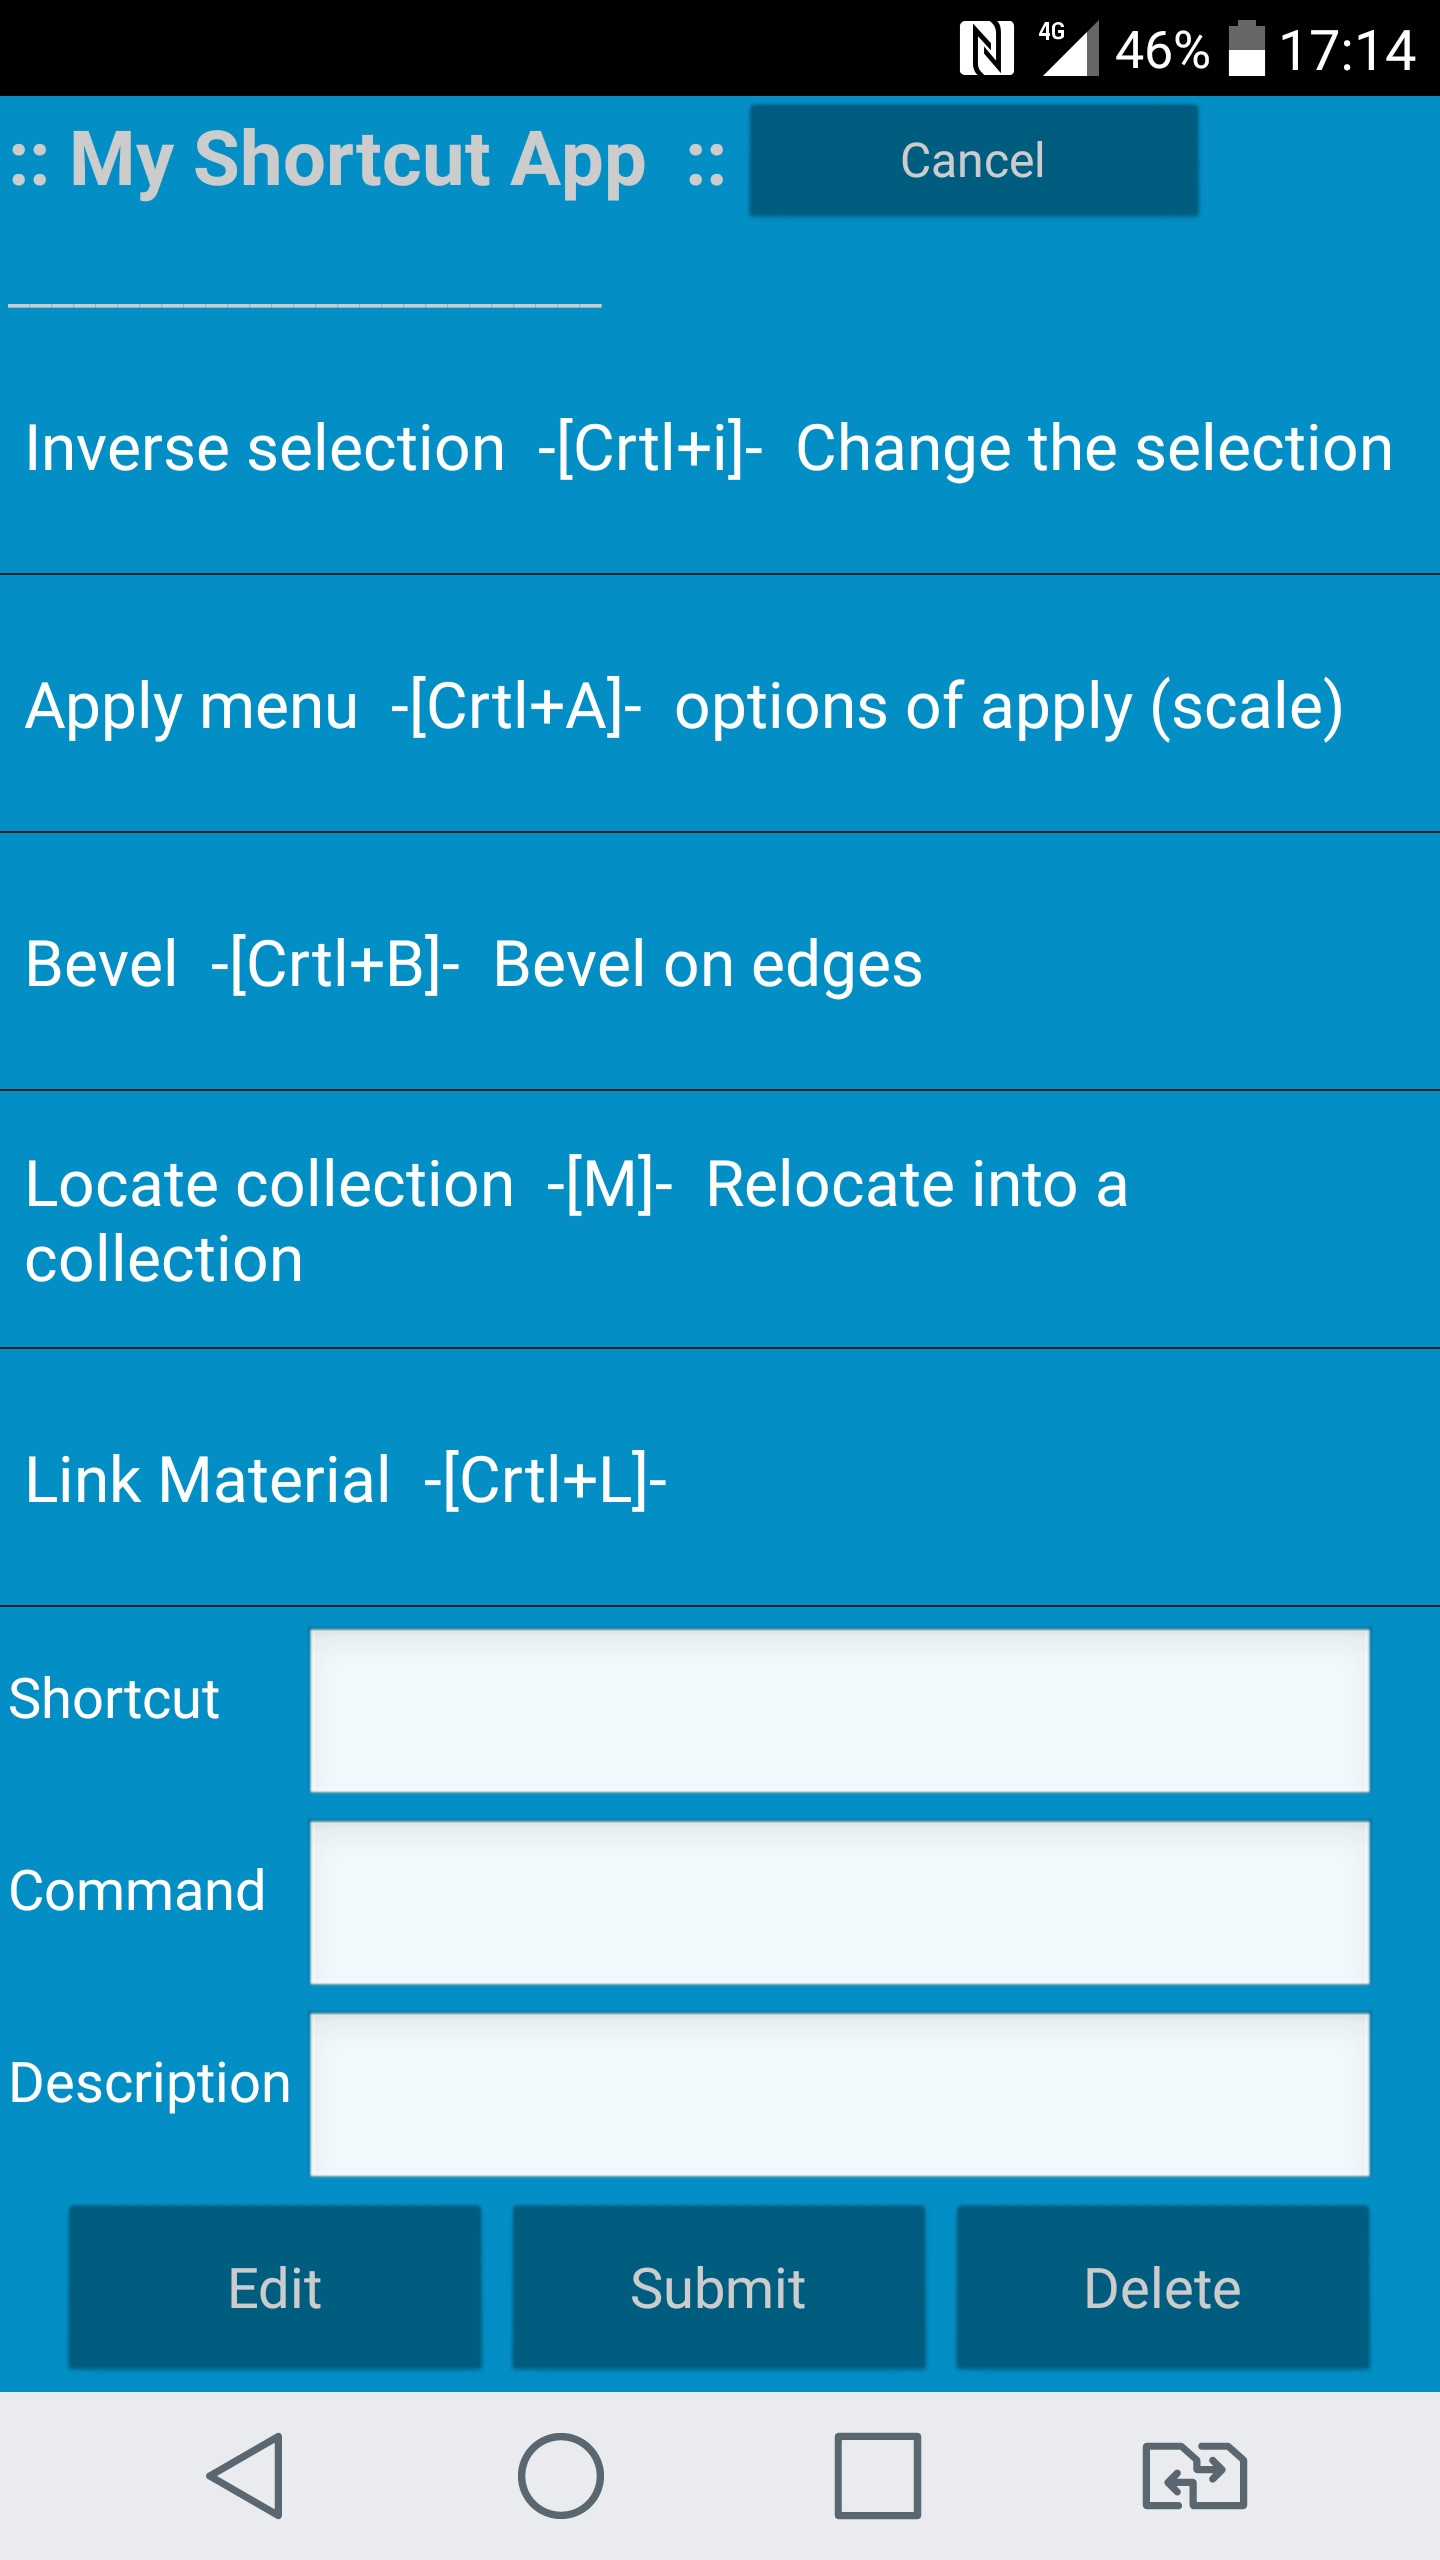 4G 46% 17:14
:: My Shortcut App :: Cancel
___________________________
Inverse selection -[Crtl+i]- Change the selection
Apply menu -[Crtl+A]- options of apply (scale)
Bevel -[Crtl+B]- Bevel on edges
Locate collection -[M]- Relocate into a
collection
Link Material -[Crtl+L]-
Shortcut
Command
Description
Edit Submit Delete